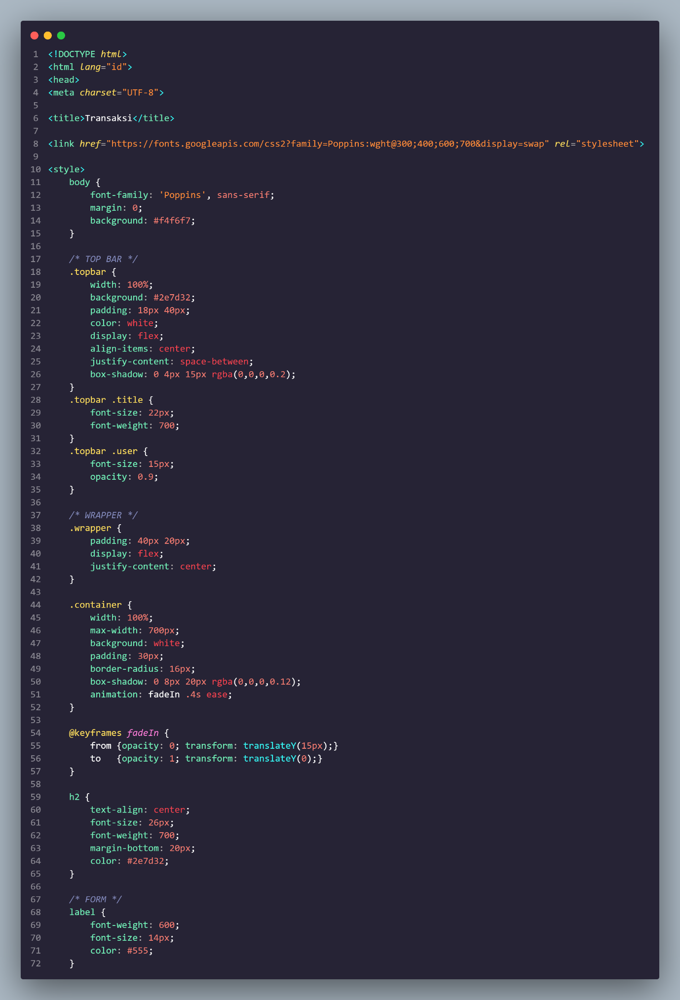 1 <!DOCTYPE html>
2 <html lang="id">
3 <head>
4 <meta charset="UTF-8">
5
6 <title>Transaksi</title>
7
8 <link href="https://fonts.googleapis.com/css2?family=Poppins:wght@300;400;600;700&display=swap" rel="stylesheet">
9
10 <style>
11     body {
12         font-family: 'Poppins', sans-serif;
13         margin: 0;
14         background: #f4f6f7;
15     }
16
17     /* TOP BAR */
18     .topbar {
19         width: 100%;
20         background: #2e7d32;
21         padding: 18px 40px;
22         color: white;
23         display: flex;
24         align-items: center;
25         justify-content: space-between;
26         box-shadow: 0 4px 15px rgba(0,0,0,0.2);
27     }
28     .topbar .title {
29         font-size: 22px;
30         font-weight: 700;
31     }
32     .topbar .user {
33         font-size: 15px;
34         opacity: 0.9;
35     }
36
37     /* WRAPPER */
38     .wrapper {
39         padding: 40px 20px;
40         display: flex;
41         justify-content: center;
42     }
43
44     .container {
45         width: 100%;
46         max-width: 700px;
47         background: white;
48         padding: 30px;
49         border-radius: 16px;
50         box-shadow: 0 8px 20px rgba(0,0,0,0.12);
51         animation: fadeIn .4s ease;
52     }
53
54     @keyframes fadeIn {
55         from {opacity: 0; transform: translateY(15px);}
56         to   {opacity: 1; transform: translateY(0);}
57     }
58
59     h2 {
60         text-align: center;
61         font-size: 26px;
62         font-weight: 700;
63         margin-bottom: 20px;
64         color: #2e7d32;
65     }
66
67     /* FORM */
68     label {
69         font-weight: 600;
70         font-size: 14px;
71         color: #555;
72     }